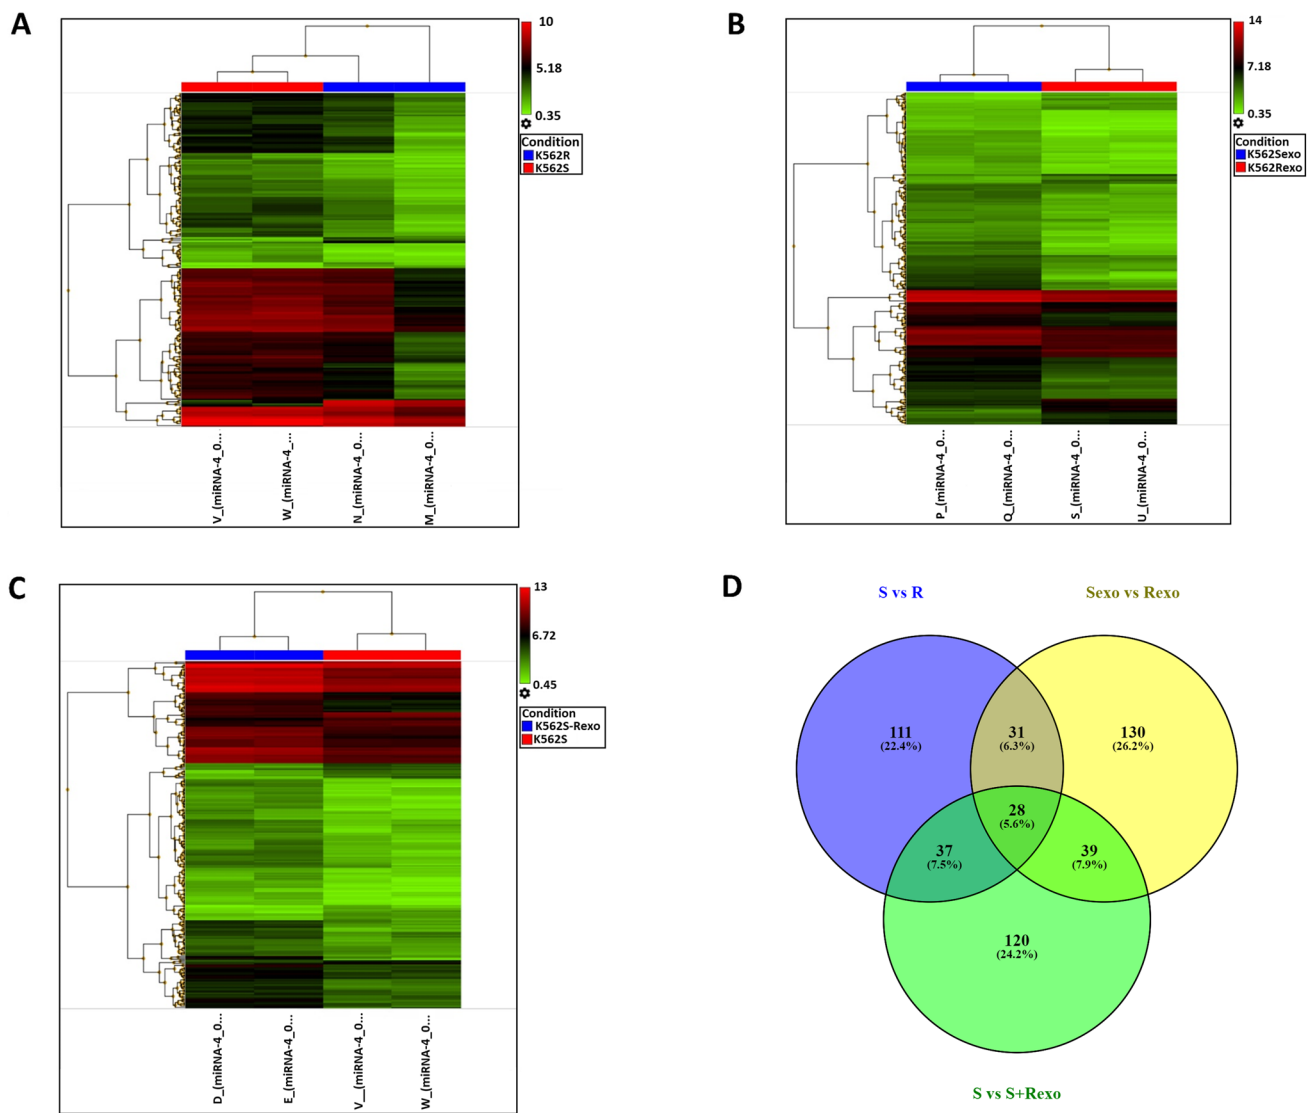 A
10
5.18
0.35
Condition
K562R
K562S
V_(miRNA-4_0...
W_(miRNA-4_...
N_(miRNA-4_0...
M_(miRNA-4_0...
B
14
7.18
0.35
Condition
K562Sexo
K562Rexo
P_(miRNA-4_0...
Q_(miRNA-4_0...
S_(miRNA-4_0...
U_(miRNA-4_0...
C
13
6.72
0.45
Condition
K562S-Rexo
K562S
D_(miRNA-4_0...
E_(miRNA-4_0...
V__(miRNA-4_0...
W_(miRNA-4_0...
D
S vs R
Sexo vs Rexo
111
(22.4%)
31
(6.3%)
130
(26.2%)
28
(5.6%)
37
(7.5%)
39
(7.9%)
120
(24.2%)
S vs S+Rexo